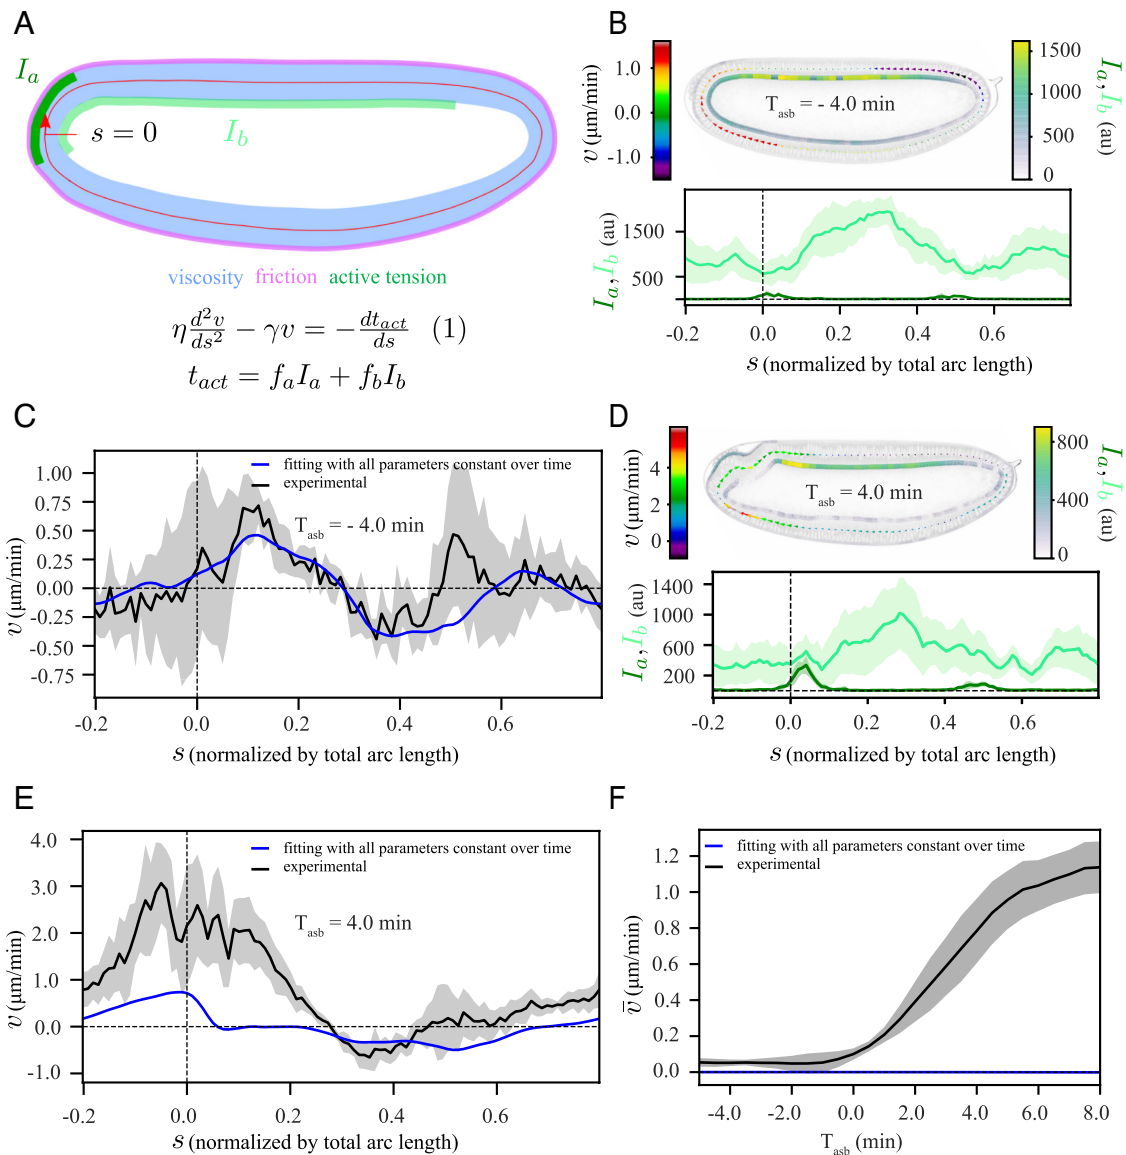 A
I_a
s = 0
I_b
viscosity friction active tension
η d²v/ds² − γv = − dt_act/ds (1)
t_act = f_a I_a + f_b I_b
B
1.0
0.0
-1.0
v (μm/min)
T_asb = - 4.0 min
1500
1000
500
0
I_a, I_b (au)
1500
500
I_a, I_b (au)
-0.2 0.0 0.2 0.4 0.6
s (normalized by total arc length)
C
1.00
0.75
0.50
0.25
0.00
-0.25
-0.50
-0.75
v (μm/min)
fitting with all parameters constant over time
experimental
T_asb = - 4.0 min
-0.2 0.0 0.2 0.4 0.6
s (normalized by total arc length)
D
4
2
0
v (μm/min)
T_asb = 4.0 min
800
400
0
I_a, I_b (au)
1400
1000
600
200
I_a, I_b (au)
-0.2 0.0 0.2 0.4 0.6
s (normalized by total arc length)
E
4.0
3.0
2.0
1.0
0.0
-1.0
v (μm/min)
fitting with all parameters constant over time
experimental
T_asb = 4.0 min
-0.2 0.0 0.2 0.4 0.6
s (normalized by total arc length)
F
1.2
1.0
0.8
0.6
0.4
0.2
0.0
v̄ (μm/min)
fitting with all parameters constant over time
experimental
-4.0 -2.0 0.0 2.0 4.0 6.0 8.0
T_asb (min)